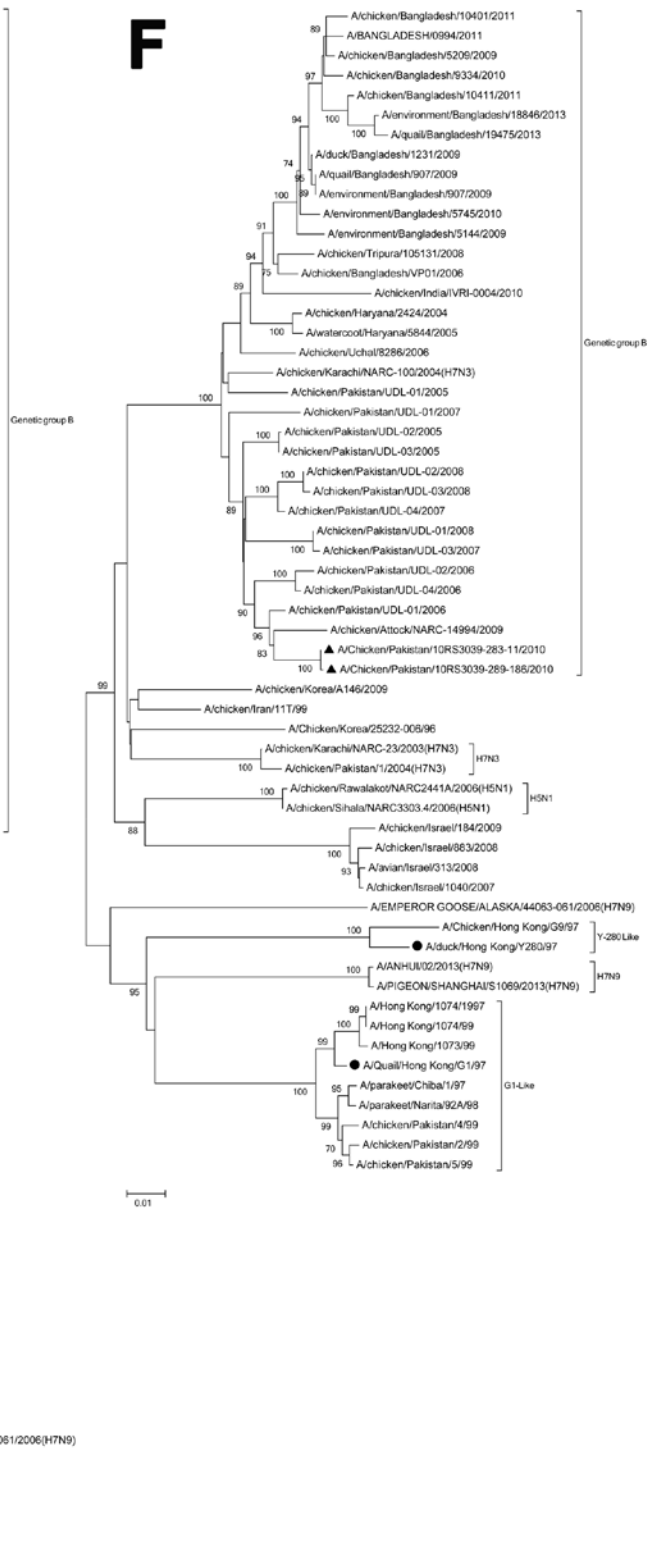 F
89
A/chicken/Bangladesh/10401/2011
A/BANGLADESH/0994/2011
A/chicken/Bangladesh/5209/2009
97
A/chicken/Bangladesh/9334/2010
A/chicken/Bangladesh/10411/2011
100
A/environment/Bangladesh/18846/2013
94
100
A/quail/Bangladesh/19475/2013
74
A/duck/Bangladesh/1231/2009
95
A/quail/Bangladesh/907/2009
100
89
A/environment/Bangladesh/907/2009
A/environment/Bangladesh/5745/2010
91
A/environment/Bangladesh/5144/2009
94
A/chicken/Tripura/105131/2008
75
A/chicken/Bangladesh/VP01/2006
89
A/chicken/India/IVRI-0004/2010
A/chicken/Haryana/2424/2004
100
A/watercoot/Haryana/5844/2005
Genetic group B
A/chicken/Uchal/8286/2006
A/chicken/Karachi/NARC-100/2004(H7N3)
100
A/chicken/Pakistan/UDL-01/2005
A/chicken/Pakistan/UDL-01/2007
Genetic group B
100
A/chicken/Pakistan/UDL-02/2005
A/chicken/Pakistan/UDL-03/2005
100
A/chicken/Pakistan/UDL-02/2008
100
A/chicken/Pakistan/UDL-03/2008
89
A/chicken/Pakistan/UDL-04/2007
A/chicken/Pakistan/UDL-01/2008
100
A/chicken/Pakistan/UDL-03/2007
100
A/chicken/Pakistan/UDL-02/2006
A/chicken/Pakistan/UDL-04/2006
90
A/chicken/Pakistan/UDL-01/2006
96
A/chicken/Attock/NARC-14994/2009
83
A/Chicken/Pakistan/10RS3039-283-11/2010
100
A/Chicken/Pakistan/10RS3039-289-186/2010
99
A/chicken/Korea/A146/2009
A/chicken/Iran/11T/99
A/Chicken/Korea/25232-006/96
A/chicken/Karachi/NARC-23/2003(H7N3)
H7N3
100
A/chicken/Pakistan/1/2004(H7N3)
100
A/chicken/Rawalakot/NARC2441A/2006(H5N1)
H5N1
A/chicken/Sihala/NARC3303.4/2006(H5N1)
88
A/chicken/Israel/184/2009
100
A/chicken/Israel/883/2008
93
A/avian/Israel/313/2008
A/chicken/Israel/1040/2007
A/EMPEROR GOOSE/ALASKA/44063-061/2006(H7N9)
100
A/Chicken/Hong Kong/G9/97
Y-280 Like
A/duck/Hong Kong/Y280/97
100
A/ANHUI/02/2013(H7N9)
H7N9
95
A/PIGEON/SHANGHAI/S1069/2013(H7N9)
99
A/Hong Kong/1074/1997
100
A/Hong Kong/1074/99
99
A/Hong Kong/1073/99
A/Quail/Hong Kong/G1/97
100
95
A/parakeet/Chiba/1/97
G1-Like
A/parakeet/Narita/92A/98
99
A/chicken/Pakistan/4/99
70
A/chicken/Pakistan/2/99
96
A/chicken/Pakistan/5/99
0.01
061/2006(H7N9)